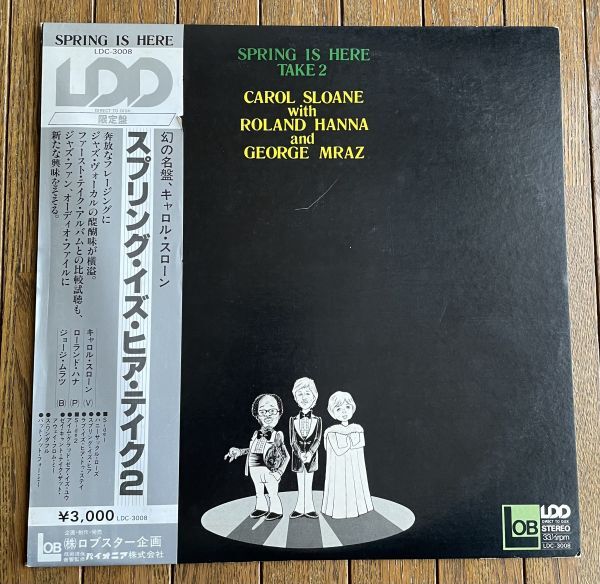 SPRING IS HERE
LDC-3008
LDD
DIRECT TO DISK
限定盤
幻の名盤、キャロル・スローン
スプリング・イズ・ヒア・テイク2
奔放なフレージングに
ジャズ・ヴォーカルの醍醐味が横溢。
ファースト・テイク・アルバムとの比較試聴も、
ジャズ・ファン、オーディオ・ファイルに
新たな興味をそそる。
キャロル・スローン (V)
ローランド・ハナ (P)
ジョージ・ムラツ (B)
¥3,000 LDC-3008
LOB
企画・制作・発売
(株)ロブスター企画
パイオニア株式会社
SPRING IS HERE
TAKE 2
CAROL SLOANE
with
ROLAND HANNA
and
GEORGE MRAZ
LOB
LDD
DIRECT TO DISK
STEREO
33⅓rpm
LDC-3008